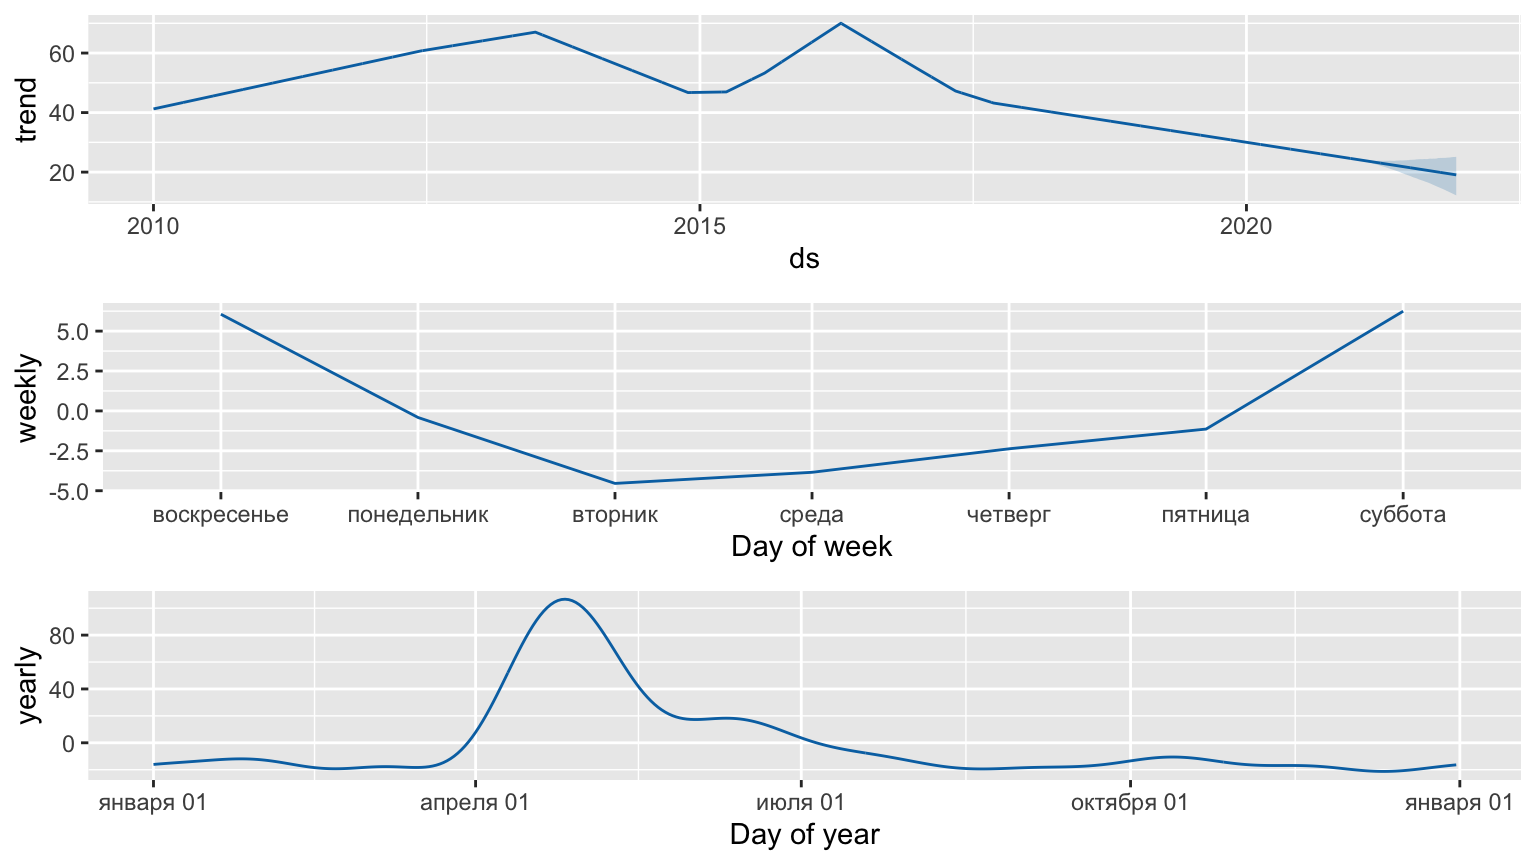 trend
60
40
20
2010 2015 2020
ds
weekly
5.0
2.5
0.0
-2.5
-5.0
воскресенье понедельник вторник среда четверг пятница суббота
Day of week
yearly
80
40
0
января 01 апреля 01 июля 01 октября 01 января 01
Day of year